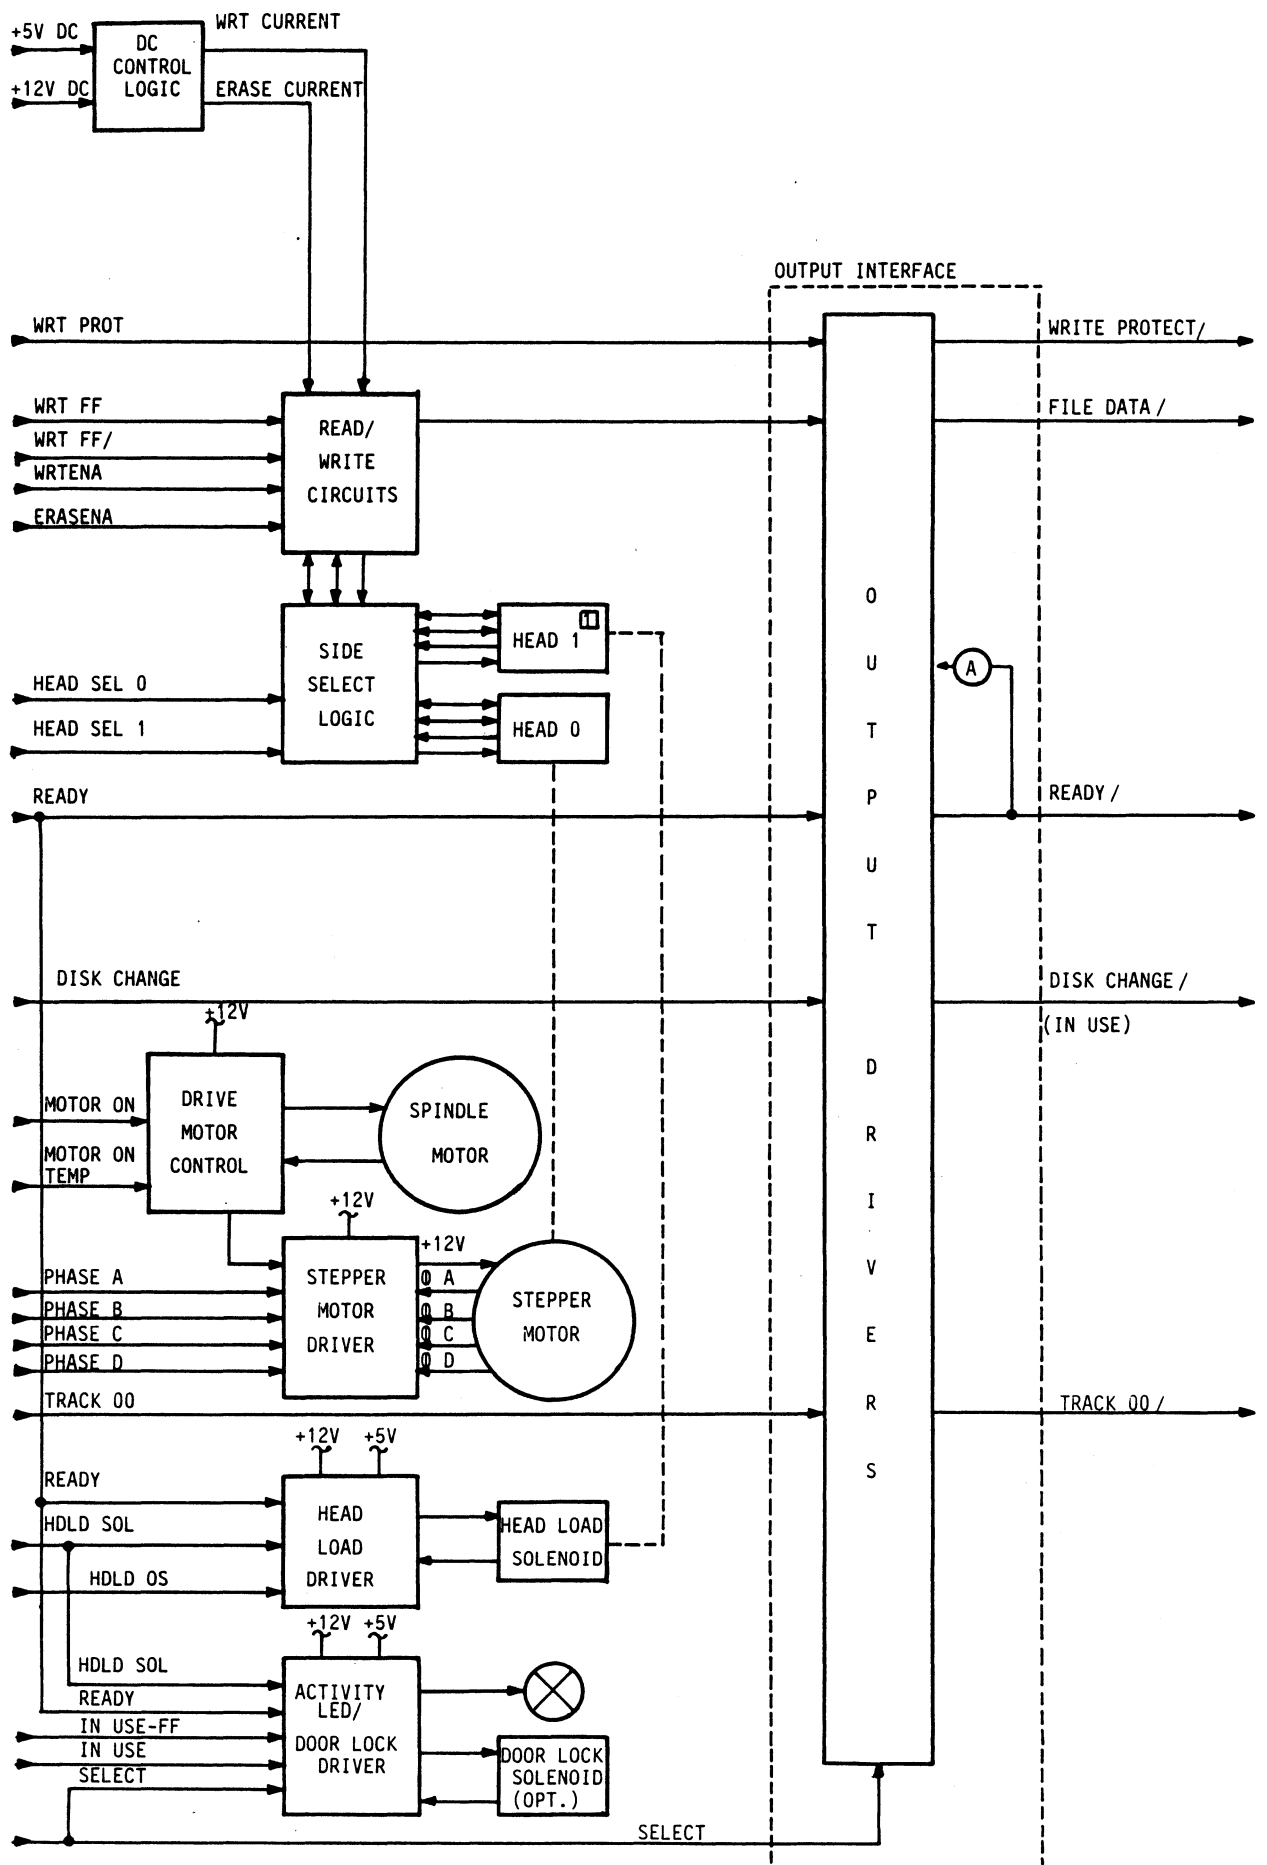 +5V DC
+12V DC
DC
CONTROL
LOGIC
WRT CURRENT
ERASE CURRENT
OUTPUT INTERFACE
WRT PROT
WRITE PROTECT/
WRT FF
WRT FF/
WRTENA
ERASENA
READ/
WRITE
CIRCUITS
FILE DATA /
HEAD SEL 0
HEAD SEL 1
SIDE
SELECT
LOGIC
HEAD 1
1
HEAD 0
A
READY
READY /
OUTPUT DRIVERS
DISK CHANGE
DISK CHANGE /
(IN USE)
+12V
MOTOR ON
MOTOR ON
TEMP
DRIVE
MOTOR
CONTROL
SPINDLE
MOTOR
+12V
PHASE A
PHASE B
PHASE C
PHASE D
STEPPER
MOTOR
DRIVER
+12V
Ø A
Ø B
Ø C
Ø D
STEPPER
MOTOR
TRACK 00
TRACK 00 /
+12V +5V
READY
HDLD SOL
HDLD OS
HEAD
LOAD
DRIVER
HEAD LOAD
SOLENOID
+12V +5V
HDLD SOL
READY
IN USE-FF
IN USE
SELECT
ACTIVITY
LED/
DOOR LOCK
DRIVER
DOOR LOCK
SOLENOID
(OPT.)
SELECT